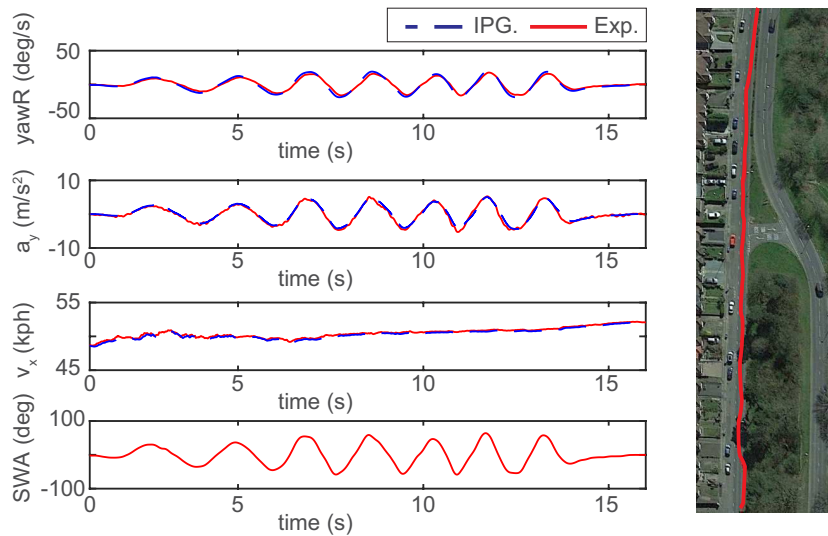 IPG. Exp.
yawR (deg/s)
50
-50
0 5 10 15
time (s)
a_y (m/s²)
10
-10
0 5 10 15
time (s)
v_x (kph)
55
45
0 5 10 15
time (s)
SWA (deg)
100
-100
0 5 10 15
time (s)